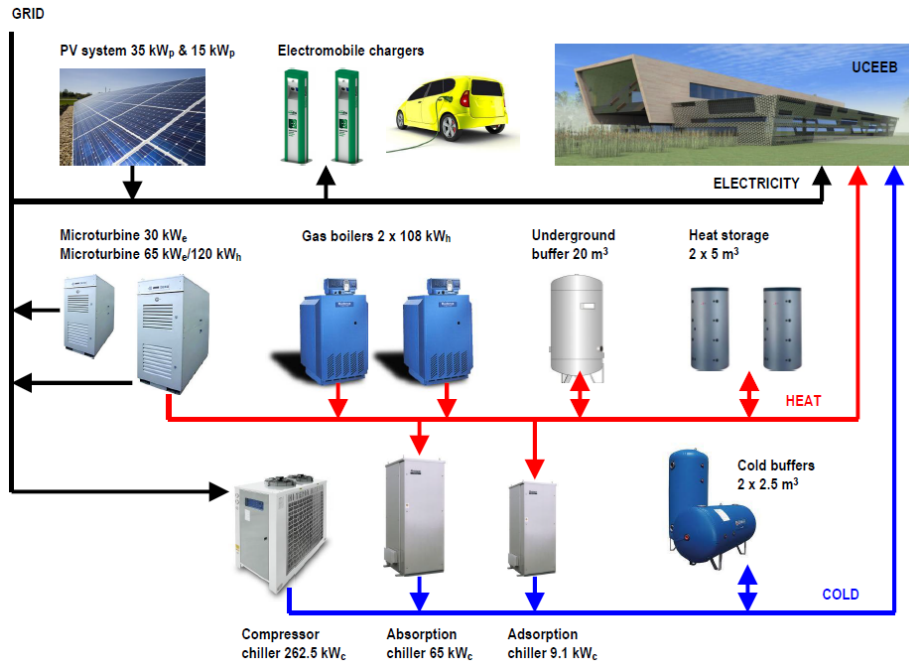 GRID
PV system 35 kWp & 15 kWp
Electromobile chargers
UCEEB
ELECTRICITY
Microturbine 30 kWe
Microturbine 65 kWe/120 kWh
Gas boilers 2 x 108 kWh
Underground
buffer 20 m³
Heat storage
2 x 5 m³
HEAT
Cold buffers
2 x 2.5 m³
COLD
Compressor
chiller 262.5 kWc
Absorption
chiller 65 kWc
Adsorption
chiller 9.1 kWc